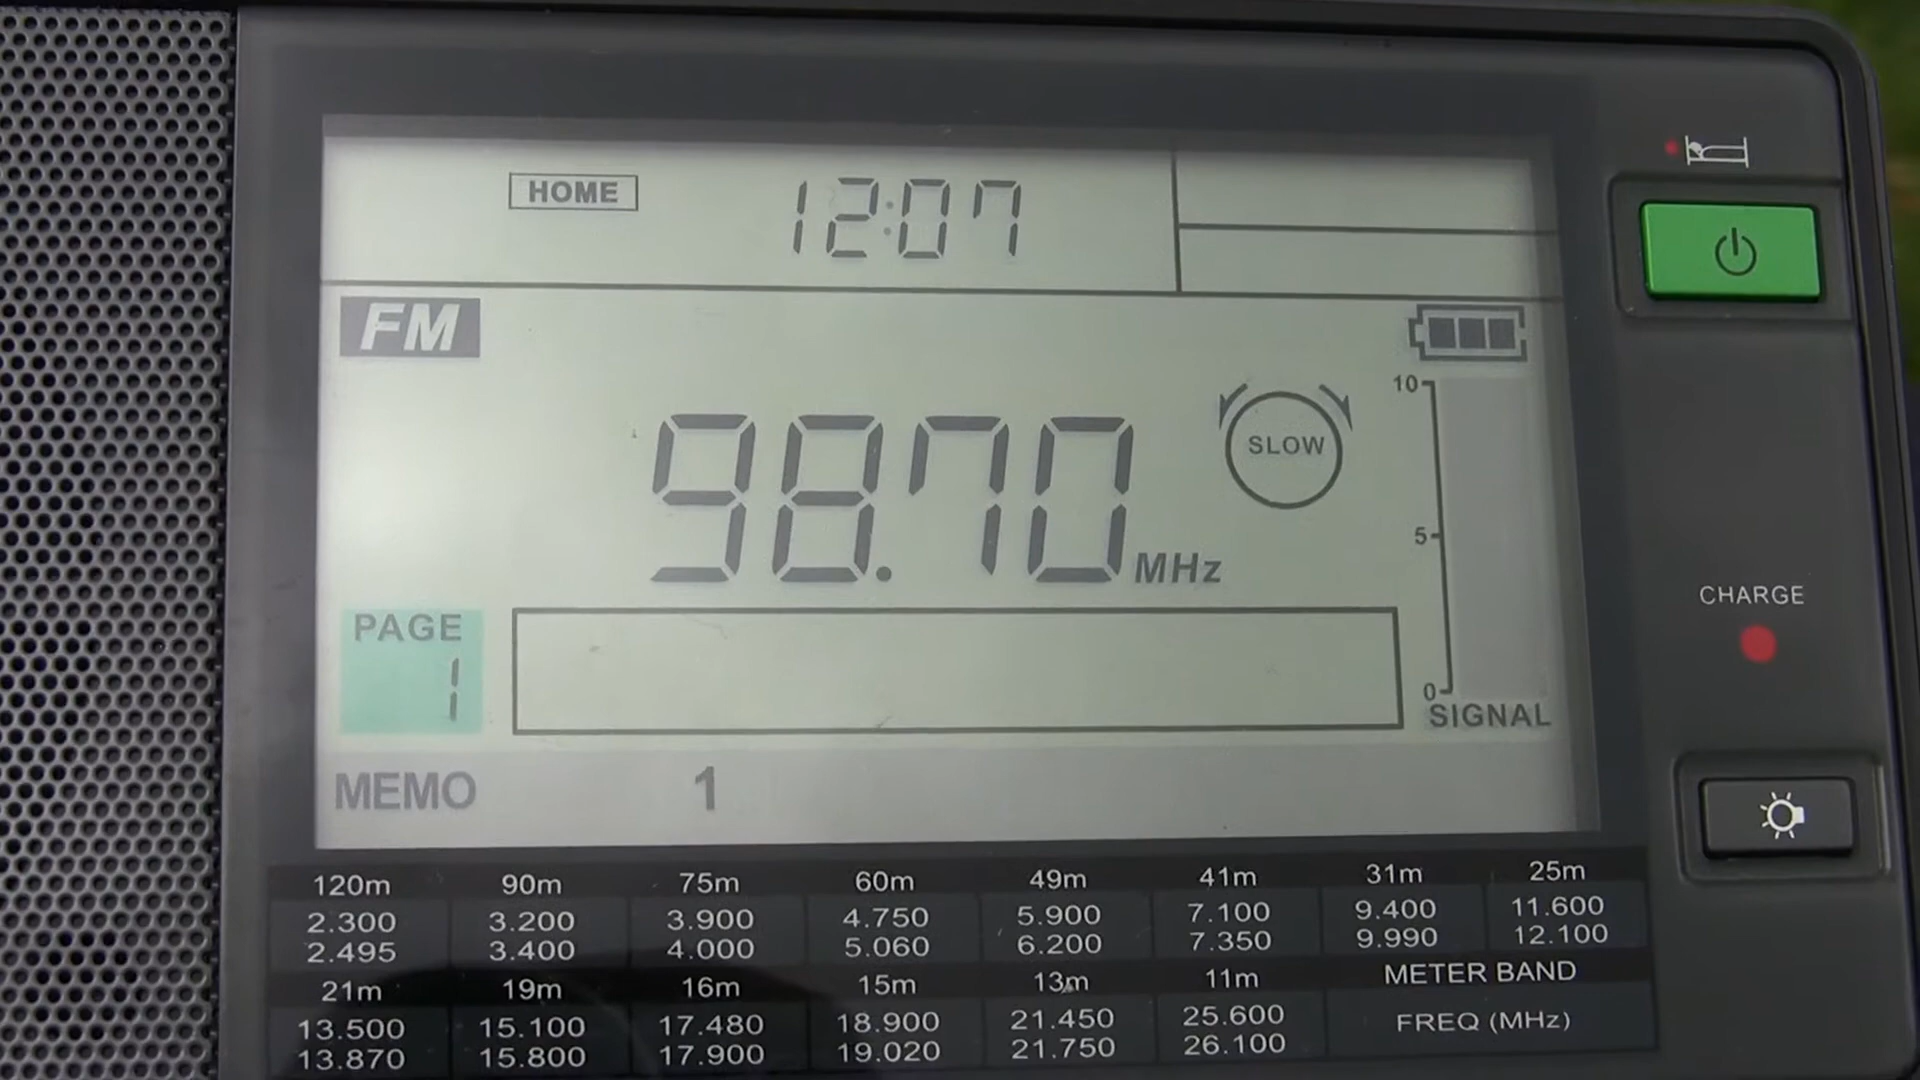 HOME 12:07
FM
10
98.70 MHz
SLOW
5
CHARGE
PAGE
1
0
SIGNAL
MEMO 1
120m 90m 75m 60m 49m 41m 31m 25m
2.300 3.200 3.900 4.750 5.900 7.100 9.400 11.600
2.495 3.400 4.000 5.060 6.200 7.350 9.990 12.100
21m 19m 16m 15m 13m 11m METER BAND
13.500 15.100 17.480 18.900 21.450 25.600 FREQ (MHz)
13.870 15.800 17.900 19.020 21.750 26.100